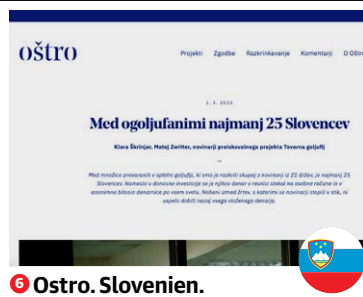 oštro
Projekti Zgodbe Razkrinkavanje Komentarji O Oštru
2. 3. 2025
Med ogoljufanimi najmanj 25 Slovencev
Klara Škrinjar, Matej Zwitter, novinarji preiskovalnega projekta Tovarna goljufij
Med množico prevaranih v spletni goljufiji, ki smo jo razkrili skupaj z novinarji iz 21 držav, je najmanj 25
Slovencev. Namesto v donosne investicije se je njihov denar v resnici stekal na osebne račune in v
anonimne bitcoin denarnice po vsem svetu. Nobeni izmed žrtev, s katerimi so novinarji stopili v stik, ni
uspelo dobiti nazaj vsega vloženega denarja.
6 Ostro, Slovenien.